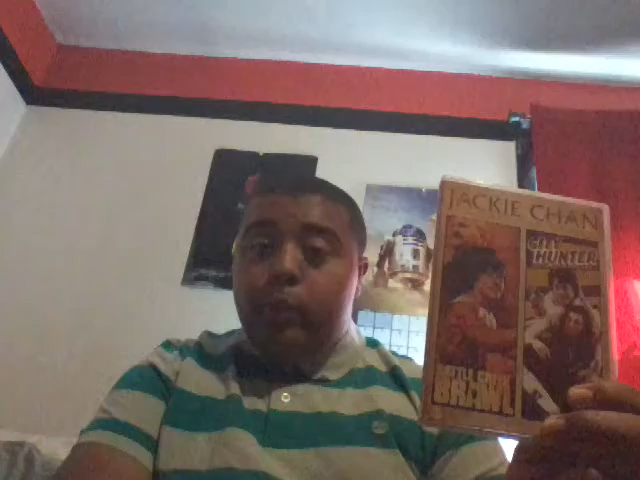 JACKIE CHAN
CITY
HUNTER
BATTLE CREEK
BRAWL